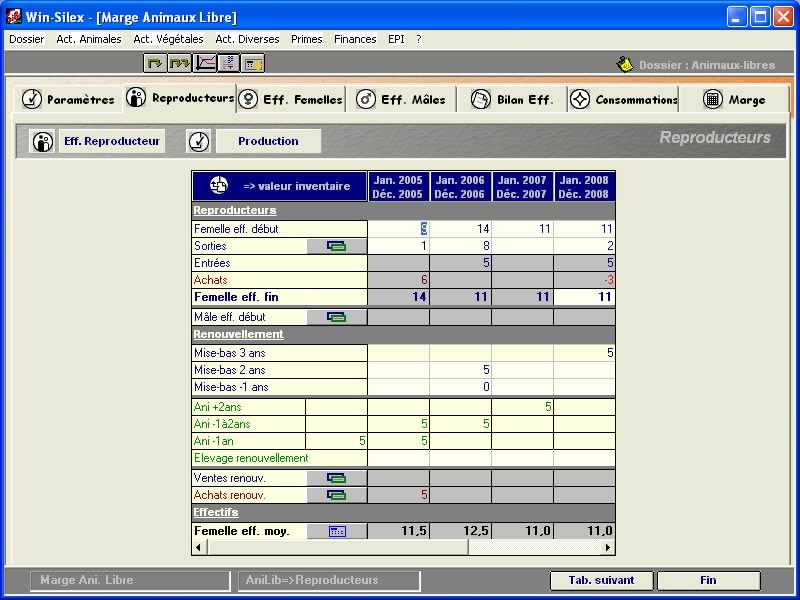 Win-Silex - [Marge Animaux Libre]
Dossier Act. Animales Act. Végétales Act. Diverses Primes Finances EPI ?
Dossier : Animaux-libres
Paramètres Reproducteurs Eff. Femelles Eff. Mâles Bilan Eff. Consommations Marge
Eff. Reproducteur Production Reproducteurs
=> valeur inventaire Jan. 2005 Jan. 2006 Jan. 2007 Jan. 2008
Déc. 2005 Déc. 2006 Déc. 2007 Déc. 2008
Reproducteurs
Femelle eff. début 9 14 11 11
Sorties 1 8 2
Entrées 5 5
Achats 6 -3
Femelle eff. fin 14 11 11 11
Mâle eff. début
Renouvellement
Mise-bas 3 ans 5
Mise-bas 2 ans 5
Mise-bas -1 ans 0
Ani +2ans 5
Ani -1à2ans 5 5
Ani -1an 5 5
Elevage renouvellement
Ventes renouv.
Achats renouv. 5
Effectifs
Femelle eff. moy. 11,5 12,5 11,0 11,0
Marge Ani. Libre AniLib=>Reproducteurs Tab. suivant Fin